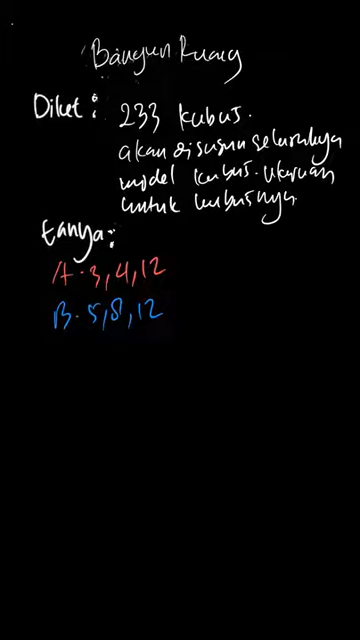 Bangun Ruang
Diket : 233 kubus.
akan disusun seluruhnya
model kubus. ukuran
untuk kubusnya
tanya :
A. 3, 4, 12
B. 5, 8, 12